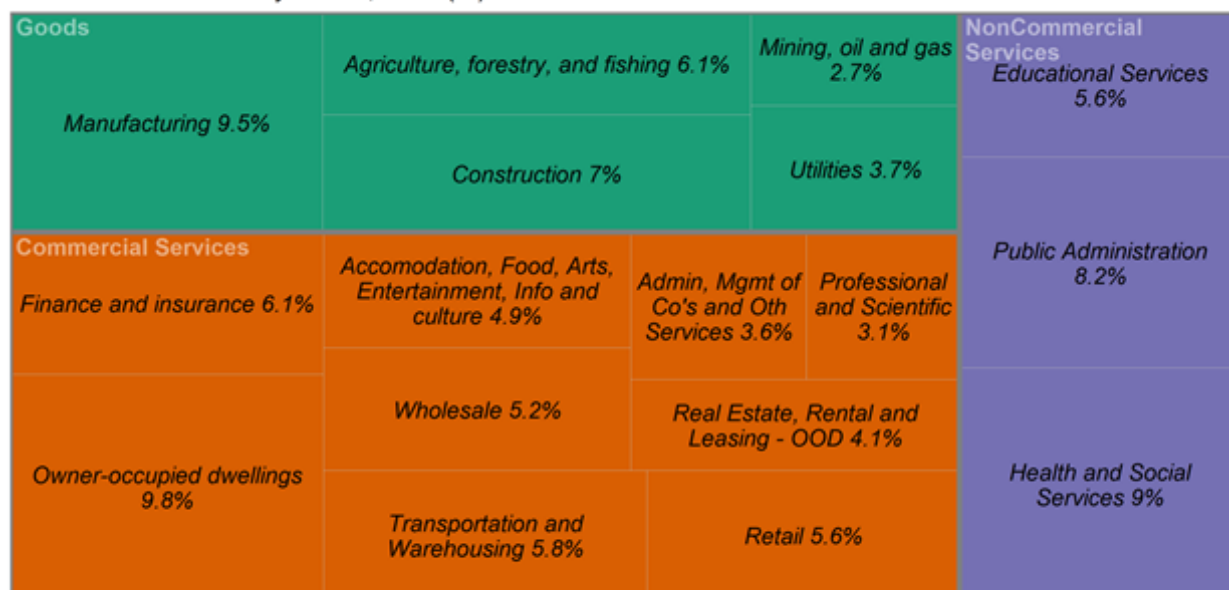 Goods
Manufacturing 9.5%
Agriculture, forestry, and fishing 6.1%
Construction 7%
Mining, oil and gas
2.7%
Utilities 3.7%
NonCommercial
Services
Educational Services
5.6%
Public Administration
8.2%
Health and Social
Services 9%
Commercial Services
Finance and insurance 6.1%
Owner-occupied dwellings
9.8%
Accomodation, Food, Arts,
Entertainment, Info and
culture 4.9%
Wholesale 5.2%
Transportation and
Warehousing 5.8%
Admin, Mgmt of
Co's and Oth
Services 3.6%
Professional
and Scientific
3.1%
Real Estate, Rental and
Leasing - OOD 4.1%
Retail 5.6%